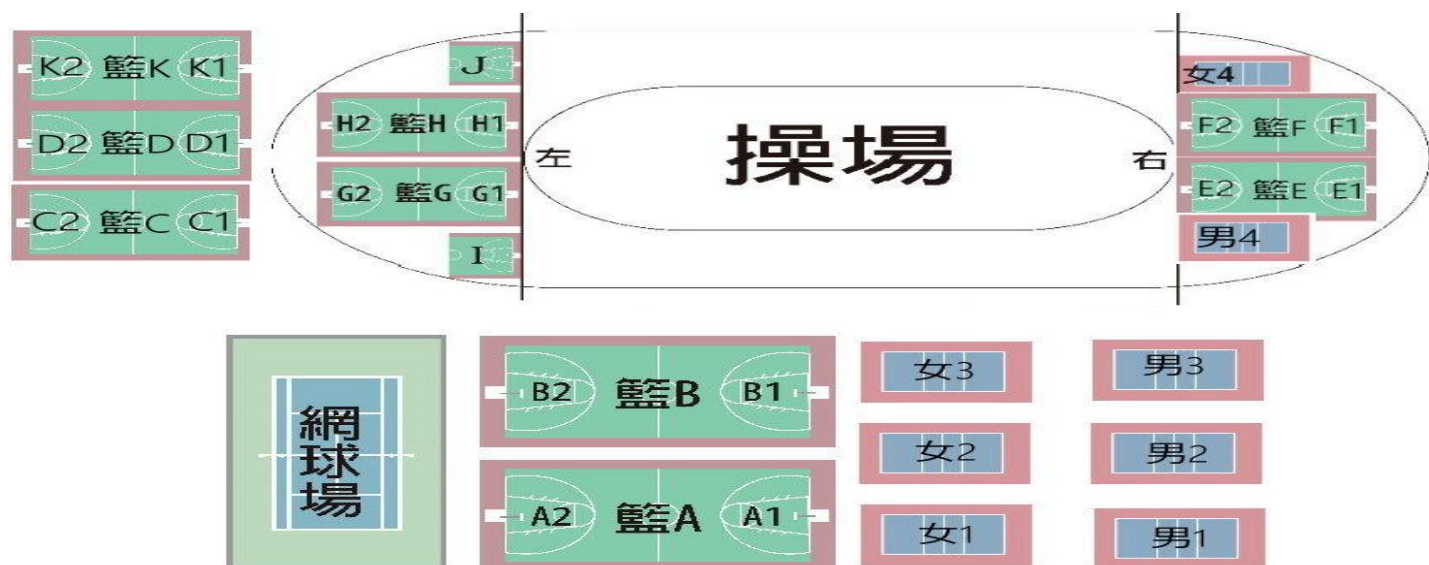 K2 籃K K1
D2 籃D D1
C2 籃C C1
J
H2 籃H H1
G2 籃G G1
I
左
操場
右
女4
F2 籃F F1
E2 籃E E1
男4
網球場
B2 籃B B1
A2 籃A A1
女3
男3
女2
男2
女1
男1